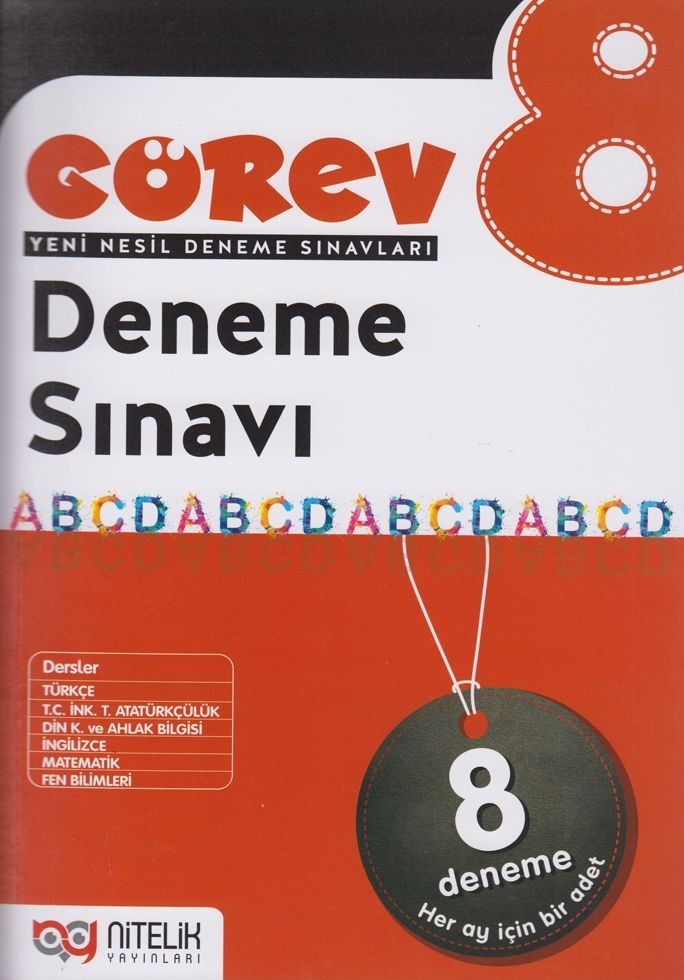 8
GÖREV
YENİ NESİL DENEME SINAVLARI
Deneme
Sınavı
ABCDABCDABCDABCD
Dersler
TÜRKÇE
T.C. İNK. T. ATATÜRKÇÜLÜK
DİN K. ve AHLAK BİLGİSİ
İNGİLİZCE
MATEMATİK
FEN BİLİMLERİ
8
deneme
Her ay için bir adet
NİTELİK
YAYINLARI